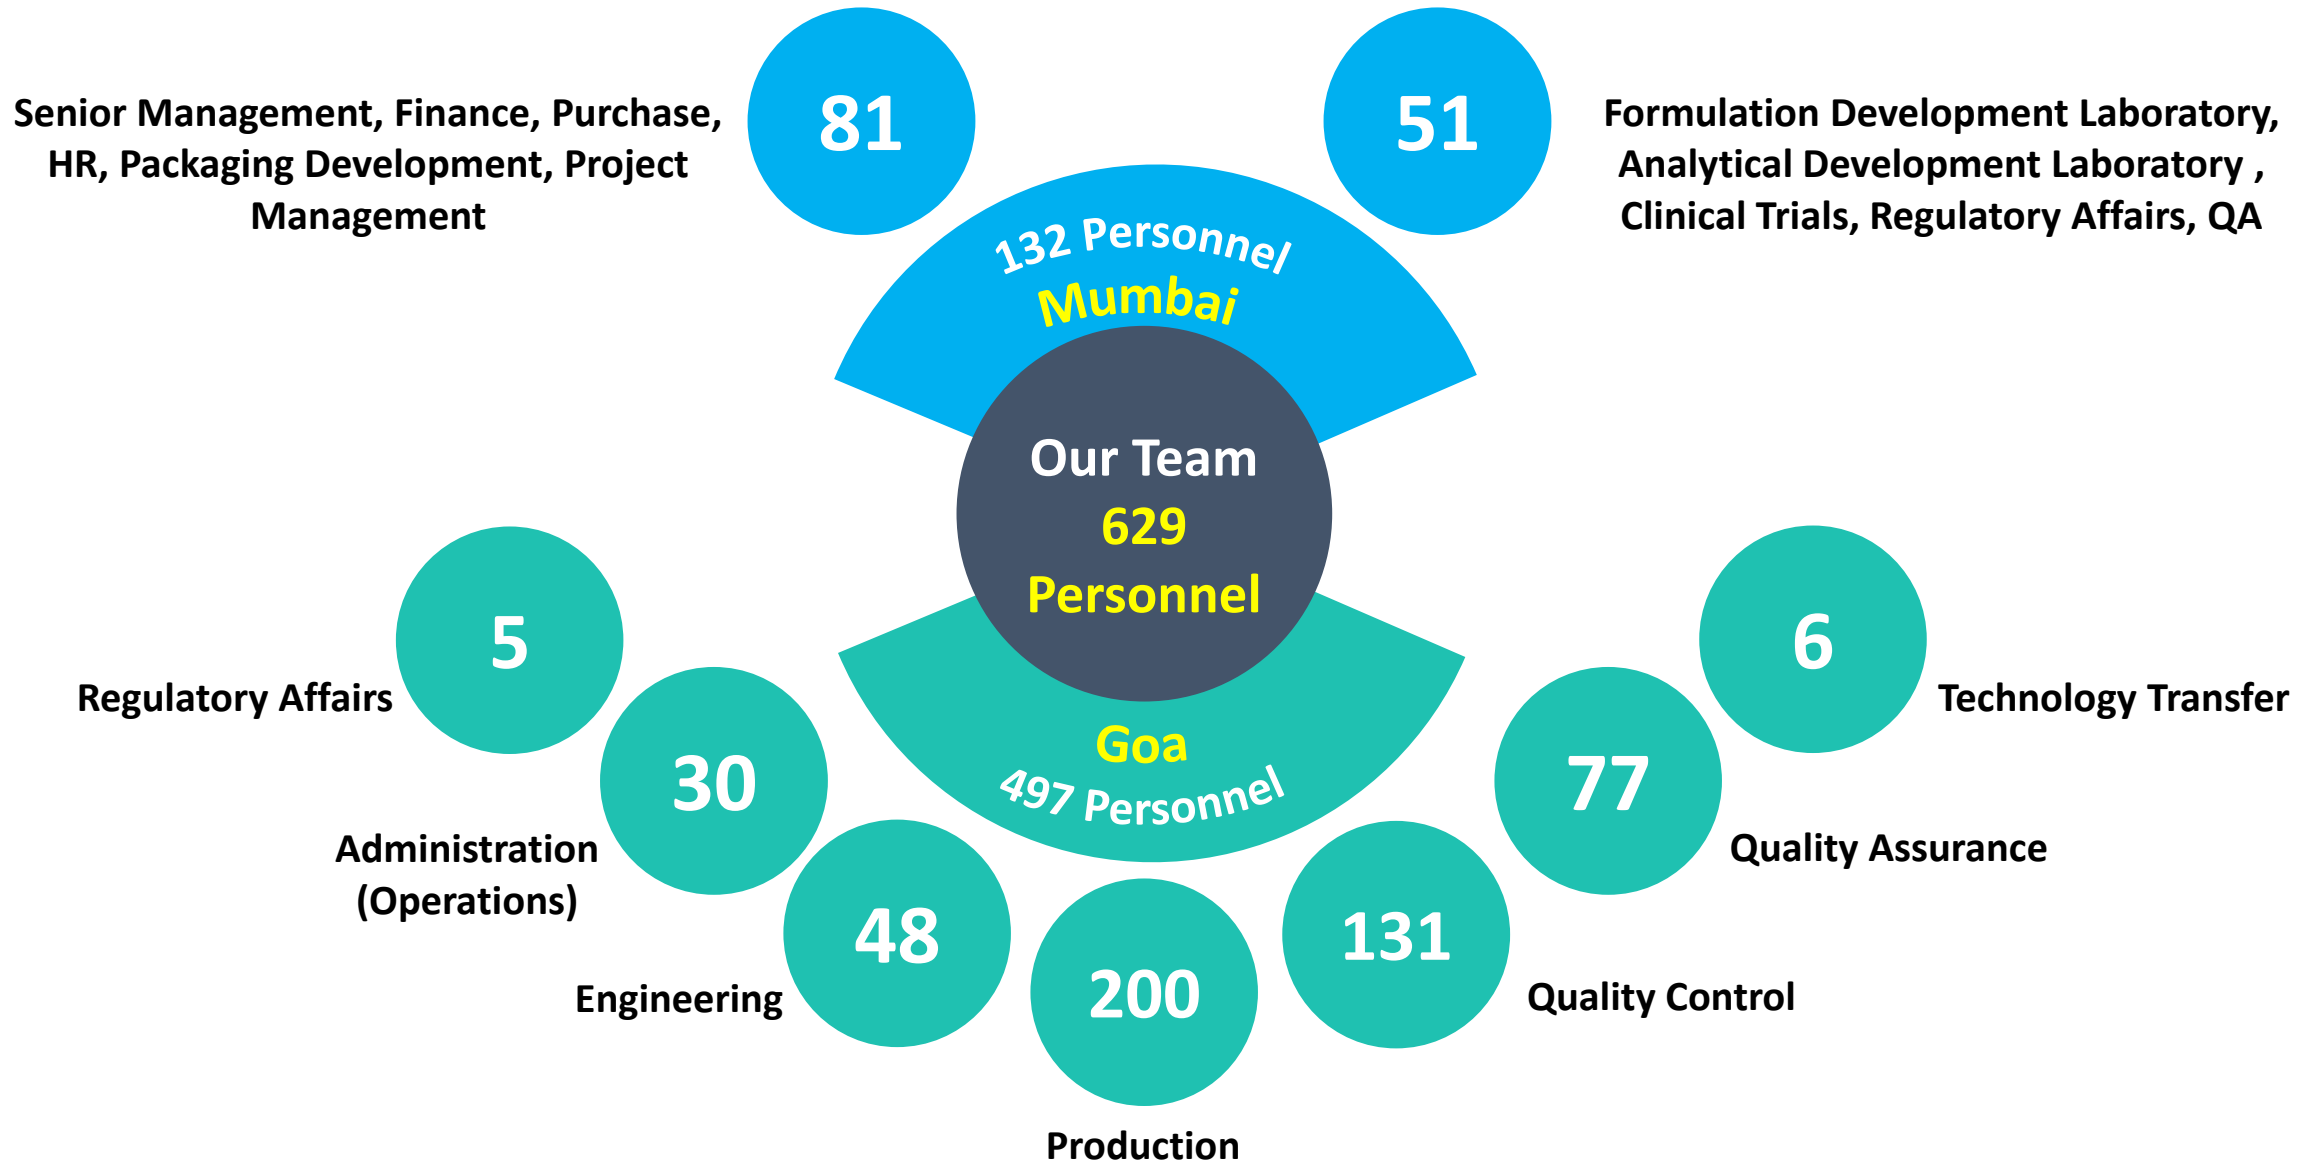 81
Senior Management, Finance, Purchase,
HR, Packaging Development, Project
Management
51
Formulation Development Laboratory,
Analytical Development Laboratory ,
Clinical Trials, Regulatory Affairs, QA
132 Personnel
Mumbai
Our Team
629
Personnel
Goa
497 Personnel
5
Regulatory Affairs
30
Administration
(Operations)
48
Engineering
200
Production
131
Quality Control
77
Quality Assurance
6
Technology Transfer